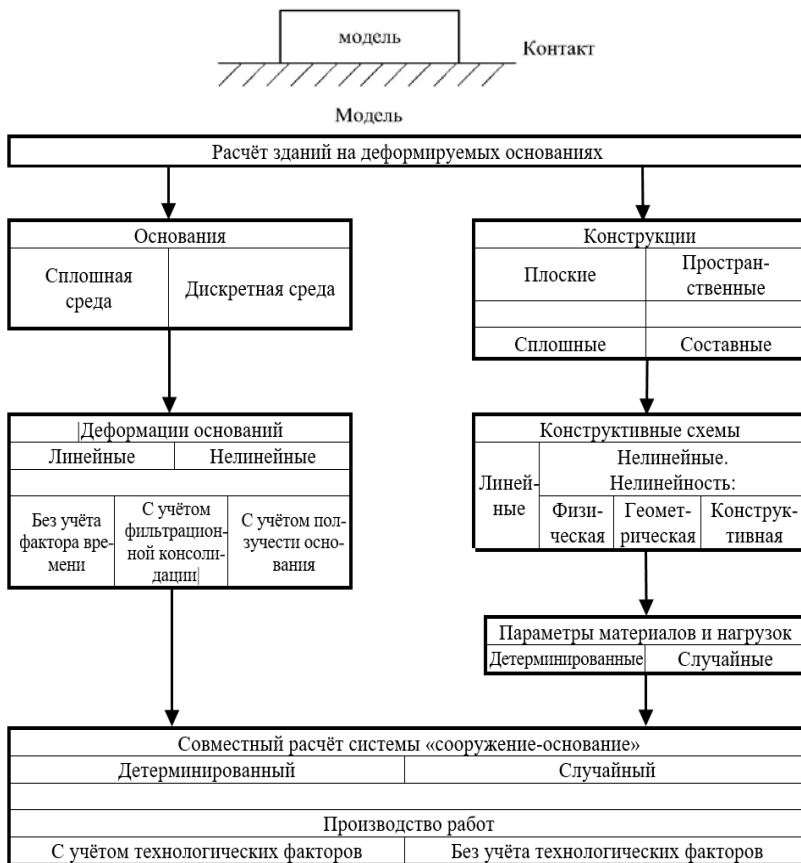 модель
Контакт
Модель
Расчёт зданий на деформируемых основаниях
Основания
Сплошная
среда
Дискретная среда
Конструкции
Плоские
Простран-
ственные
Сплошные
Составные
|Деформации оснований
Линейные
Нелинейные
Без учёта
фактора вре-
мени
С учётом
фильтрацион-
ной консоли-
дации|
С учётом пол-
зучести осно-
вания
Конструктивные схемы
Линей-
ные
Нелинейные.
Нелинейность:
Физи-
ческая
Геомет-
рическая
Конструк-
тивная
Параметры материалов и нагрузок
Детерминированные
Случайные
Совместный расчёт системы «сооружение-основание»
Детерминированный
Случайный
Производство работ
С учётом технологических факторов
Без учёта технологических факторов